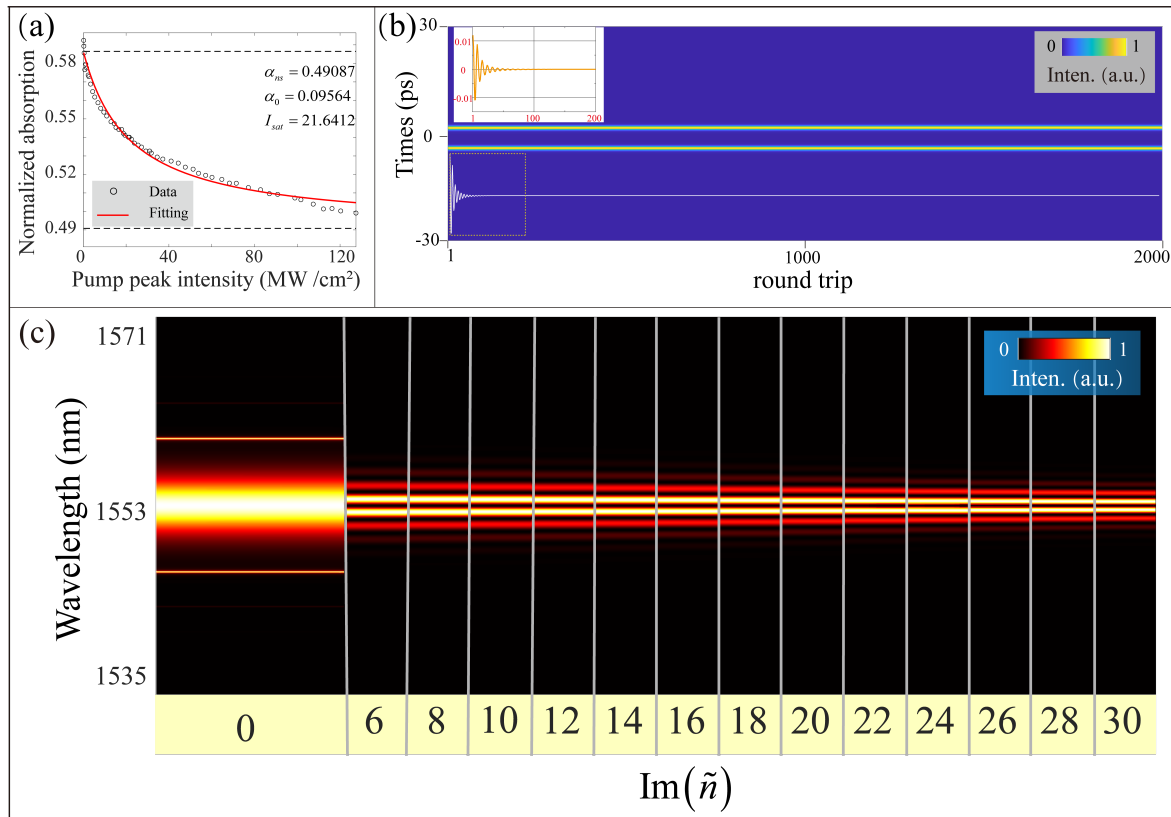 (a)
0.58
0.55
0.52
0.49
Normalized absorption
α_ns = 0.49087
α_0 = 0.09564
I_sat = 21.6412
Data
Fitting
0 40 80 120
Pump peak intensity (MW /cm²)
(b)
30
0
-30
Times (ps)
0.01
0
-0.01
0 100 200
0 1
Inten. (a.u.)
1 1000 2000
round trip
(c)
1571
1553
1535
Wavelength (nm)
0 1
Inten. (a.u.)
0 6 8 10 12 14 16 18 20 22 24 26 28 30
Im(ñ)